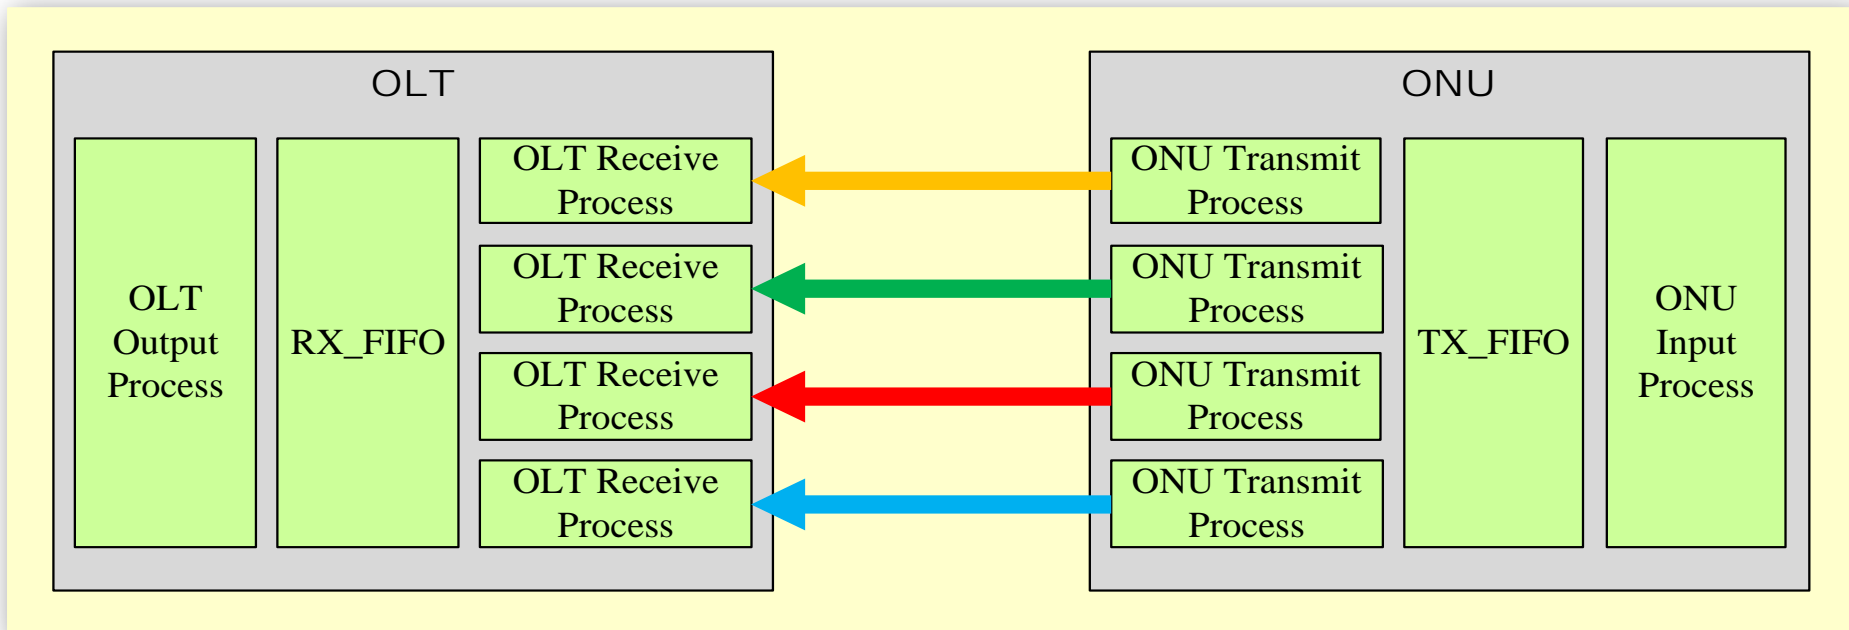 OLT
OLT
Output
Process
RX_FIFO
OLT Receive
Process
OLT Receive
Process
OLT Receive
Process
OLT Receive
Process
ONU
ONU Transmit
Process
ONU Transmit
Process
ONU Transmit
Process
ONU Transmit
Process
TX_FIFO
ONU
Input
Process